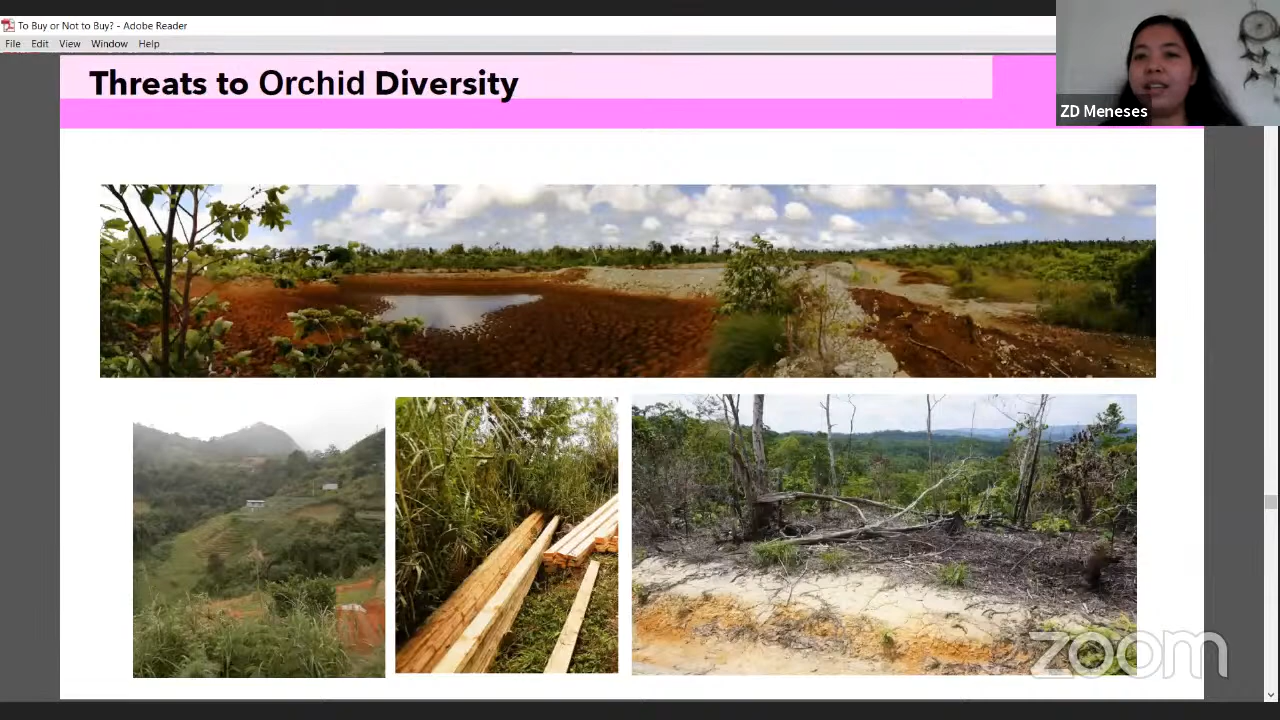 To Buy or Not to Buy? - Adobe Reader
File Edit View Window Help
Threats to Orchid Diversity
ZD Meneses
zoom